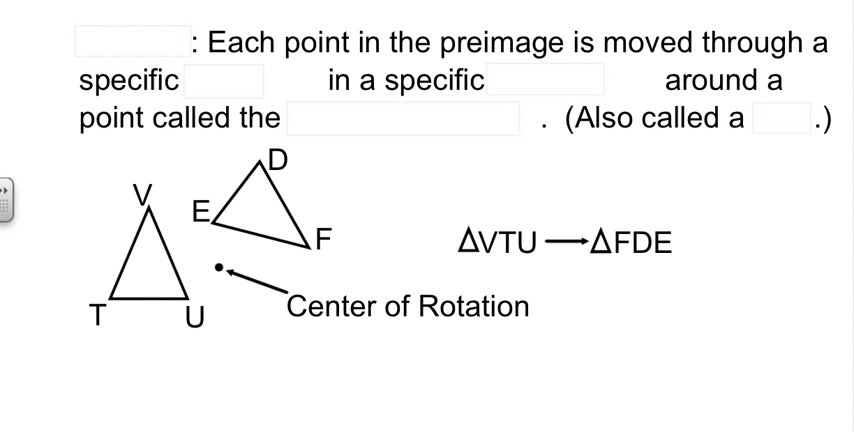 : Each point in the preimage is moved through a
specific in a specific around a
point called the . (Also called a .)
D
V
E
F
ΔVTU→ΔFDE
Center of Rotation
T
U